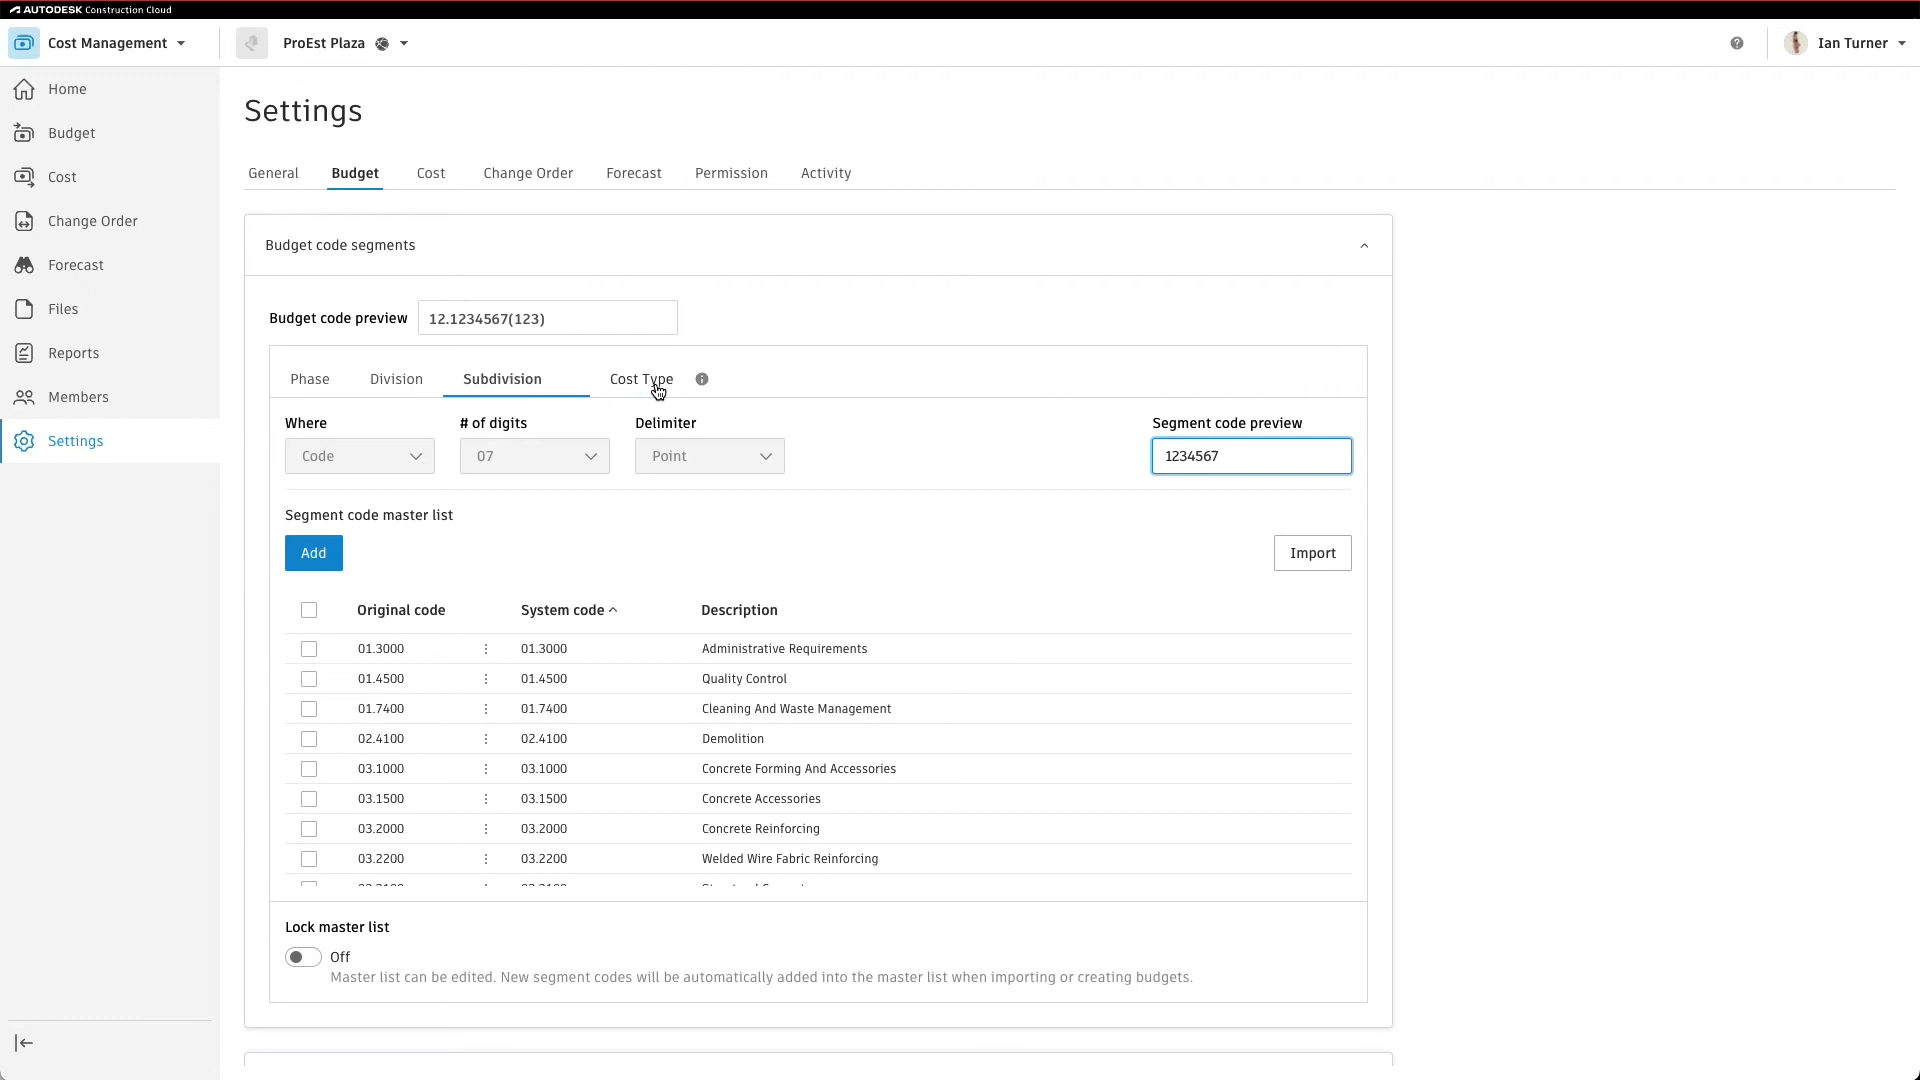 AUTODESK Construction Cloud
Cost Management
ProEst Plaza
Ian Turner
Home
Budget
Cost
Change Order
Forecast
Files
Reports
Members
Settings
Settings
General Budget Cost Change Order Forecast Permission Activity
Budget code segments
Budget code preview 12.1234567(123)
Phase Division Subdivision Cost Type
Where # of digits Delimiter Segment code preview
Code 07 Point 1234567
Segment code master list
Add Import
Original code System code Description
01.3000 01.3000 Administrative Requirements
01.4500 01.4500 Quality Control
01.7400 01.7400 Cleaning And Waste Management
02.4100 02.4100 Demolition
03.1000 03.1000 Concrete Forming And Accessories
03.1500 03.1500 Concrete Accessories
03.2000 03.2000 Concrete Reinforcing
03.2200 03.2200 Welded Wire Fabric Reinforcing
Lock master list
Off
Master list can be edited. New segment codes will be automatically added into the master list when importing or creating budgets.